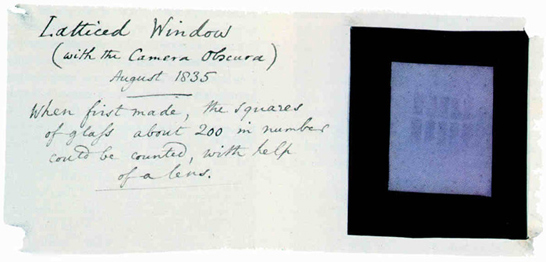 Latticed Window
(with the Camera Obscura)
August 1835
When first made, the squares
of glass about 200 in number
could be counted, with help
of a lens.